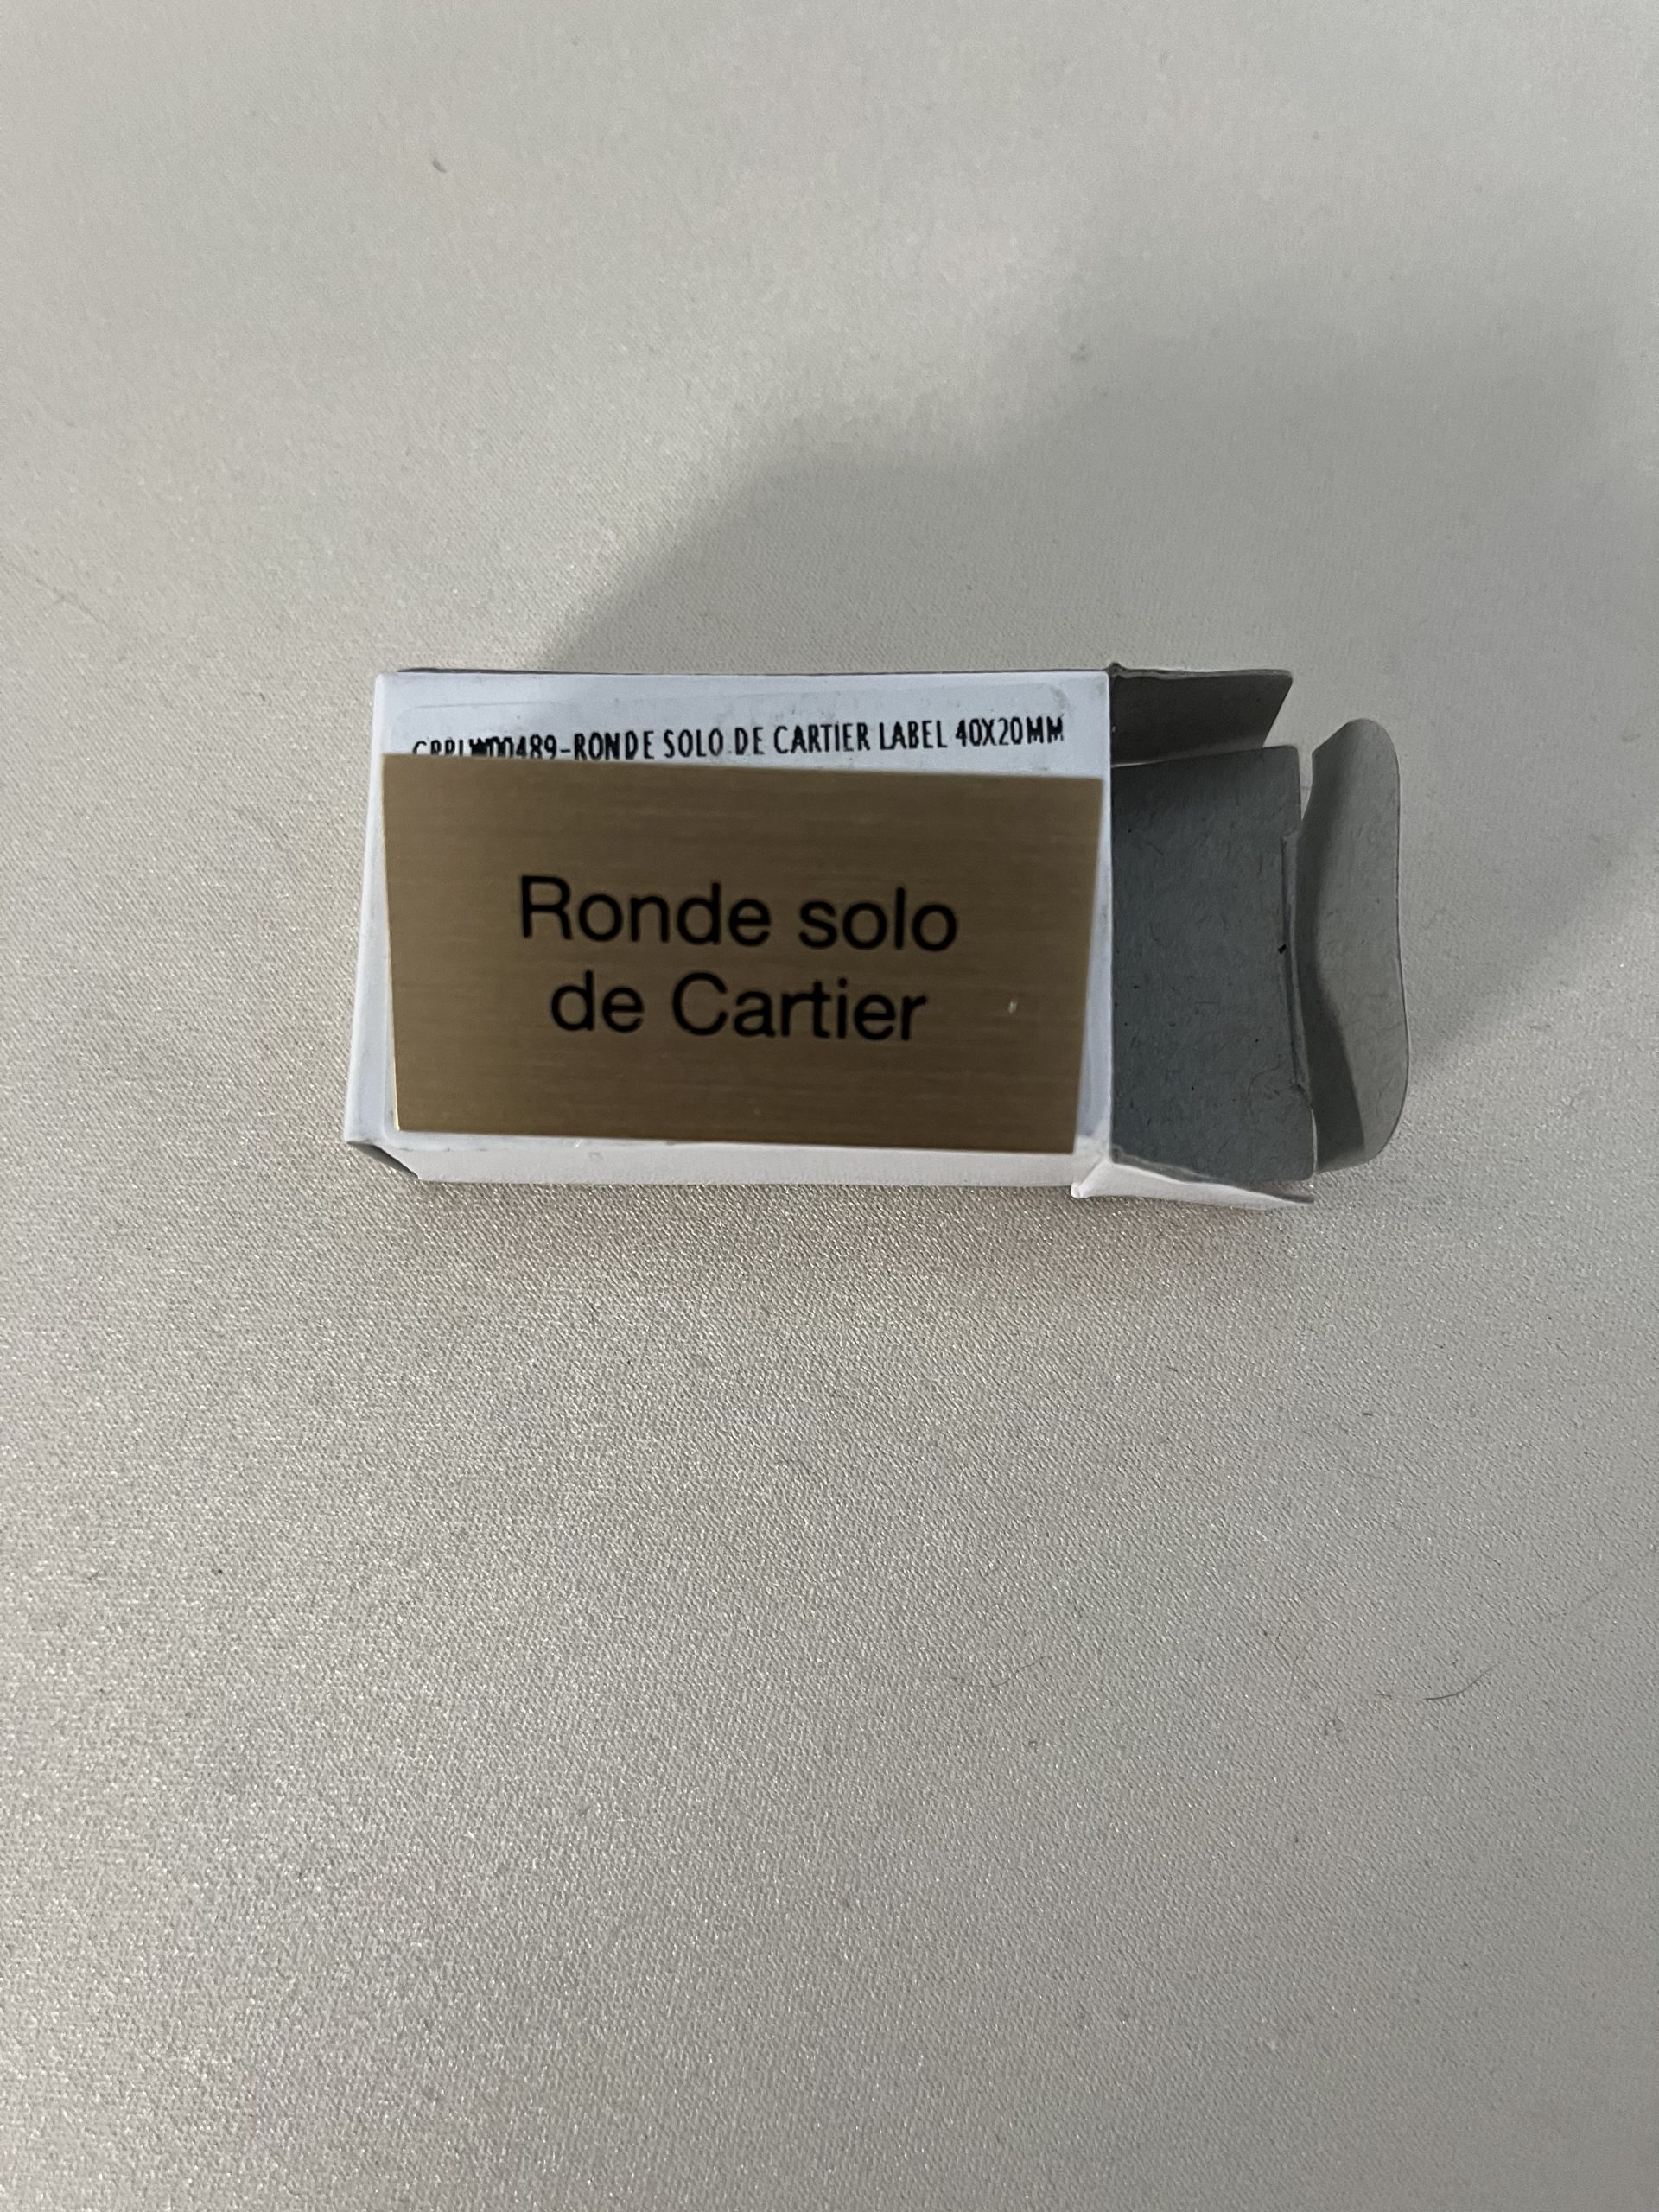 RONDE SOLO DE CARTIER LABEL 40X20MM
Ronde solo
de Cartier